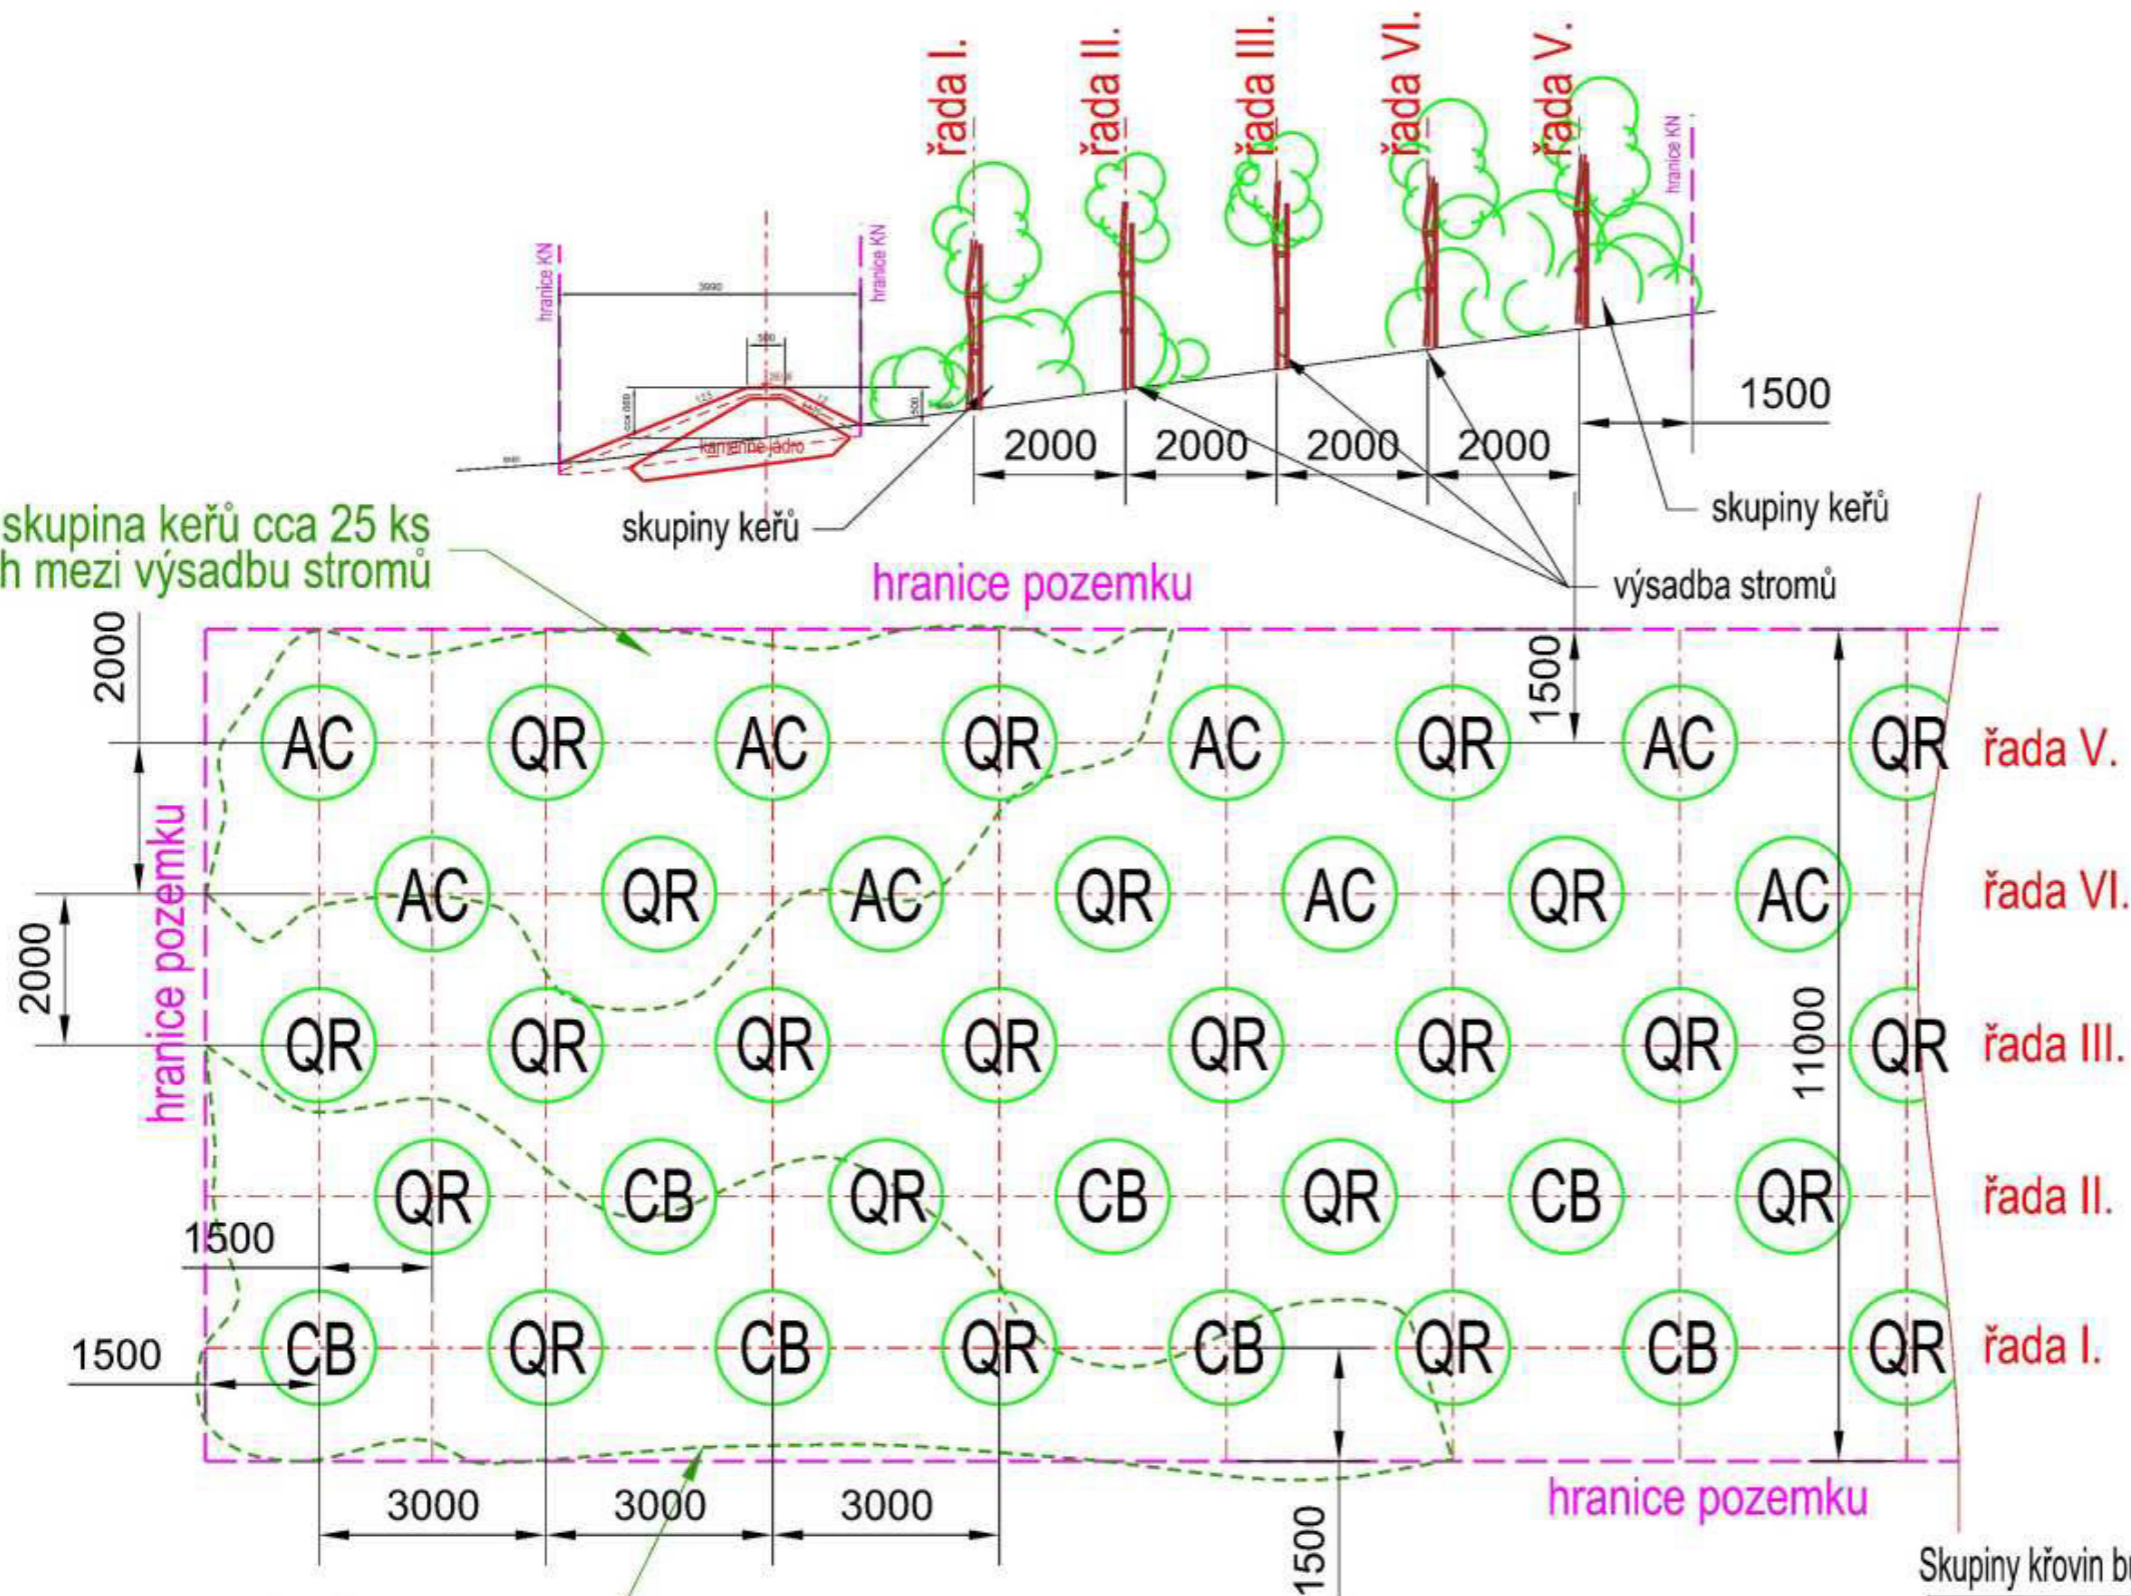 řada I.
řada II.
řada III.
řada VI.
řada V.
hranice KN
hranice KN
hranice KN
3990
500
500
kamenné jádro
2000
2000
2000
2000
1500
skupiny keřů
skupiny keřů
výsadba stromů
skupina keřů cca 25 ks
h mezi výsadbu stromů
hranice pozemku
2000
1500
AC QR AC QR AC QR AC QR řada V.
AC QR AC QR AC QR AC řada VI.
hranice pozemku
2000
QR QR QR QR QR QR QR QR řada III.
11000
QR CB QR CB QR CB QR řada II.
1500
CB QR CB QR CB QR CB QR řada I.
1500
3000 3000 3000
1500
hranice pozemku
Skupiny křovin